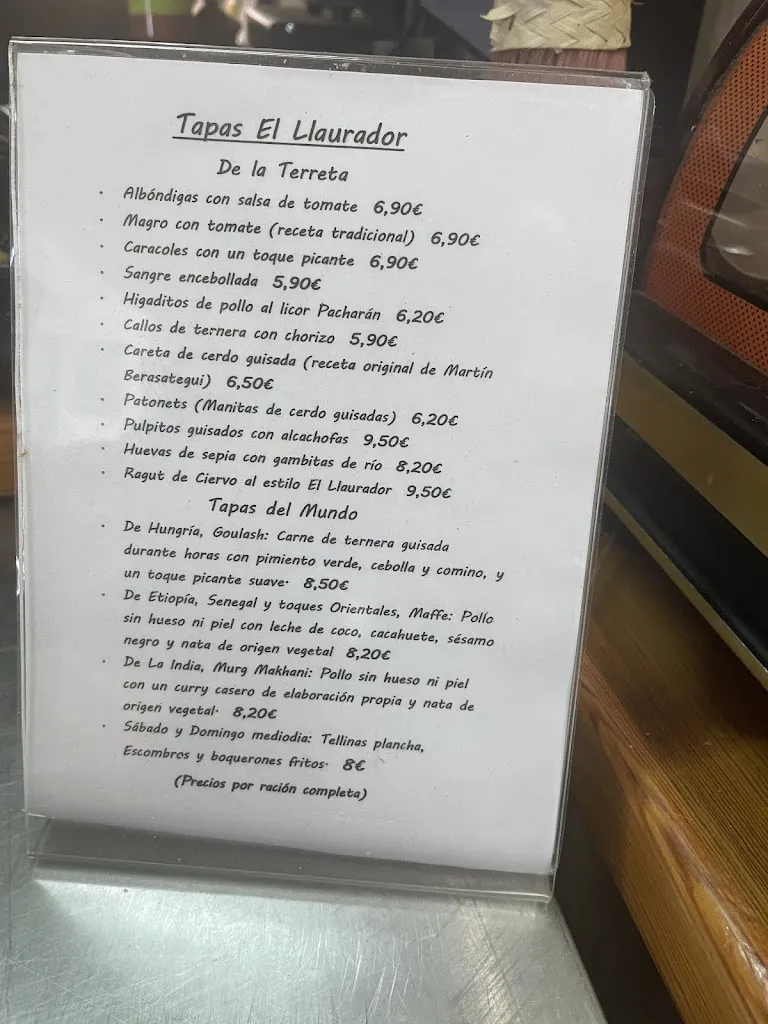 Tapas El Llaurador
De la Terreta
· Albóndigas con salsa de tomate 6,90€
· Magro con tomate (receta tradicional) 6,90€
· Caracoles con un toque picante 6,90€
· Sangre encebollada 5,90€
· Higaditos de pollo al licor Pacharán 6,20€
· Callos de ternera con chorizo 5,90€
· Careta de cerdo guisada (receta original de Martín
Berasategui) 6,50€
· Patonets (Manitas de cerdo guisadas) 6,20€
· Pulpitos guisados con alcachofas 9,50€
· Huevas de sepia con gambitas de río 8,20€
· Ragut de Ciervo al estilo El Llaurador 9,50€
Tapas del Mundo
· De Hungría, Goulash: Carne de ternera guisada
durante horas con pimiento verde, cebolla y comino, y
un toque picante suave. 8,50€
· De Etiopía, Senegal y toques Orientales, Maffe: Pollo
sin hueso ni piel con leche de coco, cacahuete, sésamo
negro y nata de origen vegetal 8,20€
· De La India, Murg Makhani: Pollo sin hueso ni piel
con un curry casero de elaboración propia y nata de
origen vegetal. 8,20€
· Sábado y Domingo mediodia: Tellinas plancha,
Escombros y boquerones fritos. 8€
(Precios por ración completa)